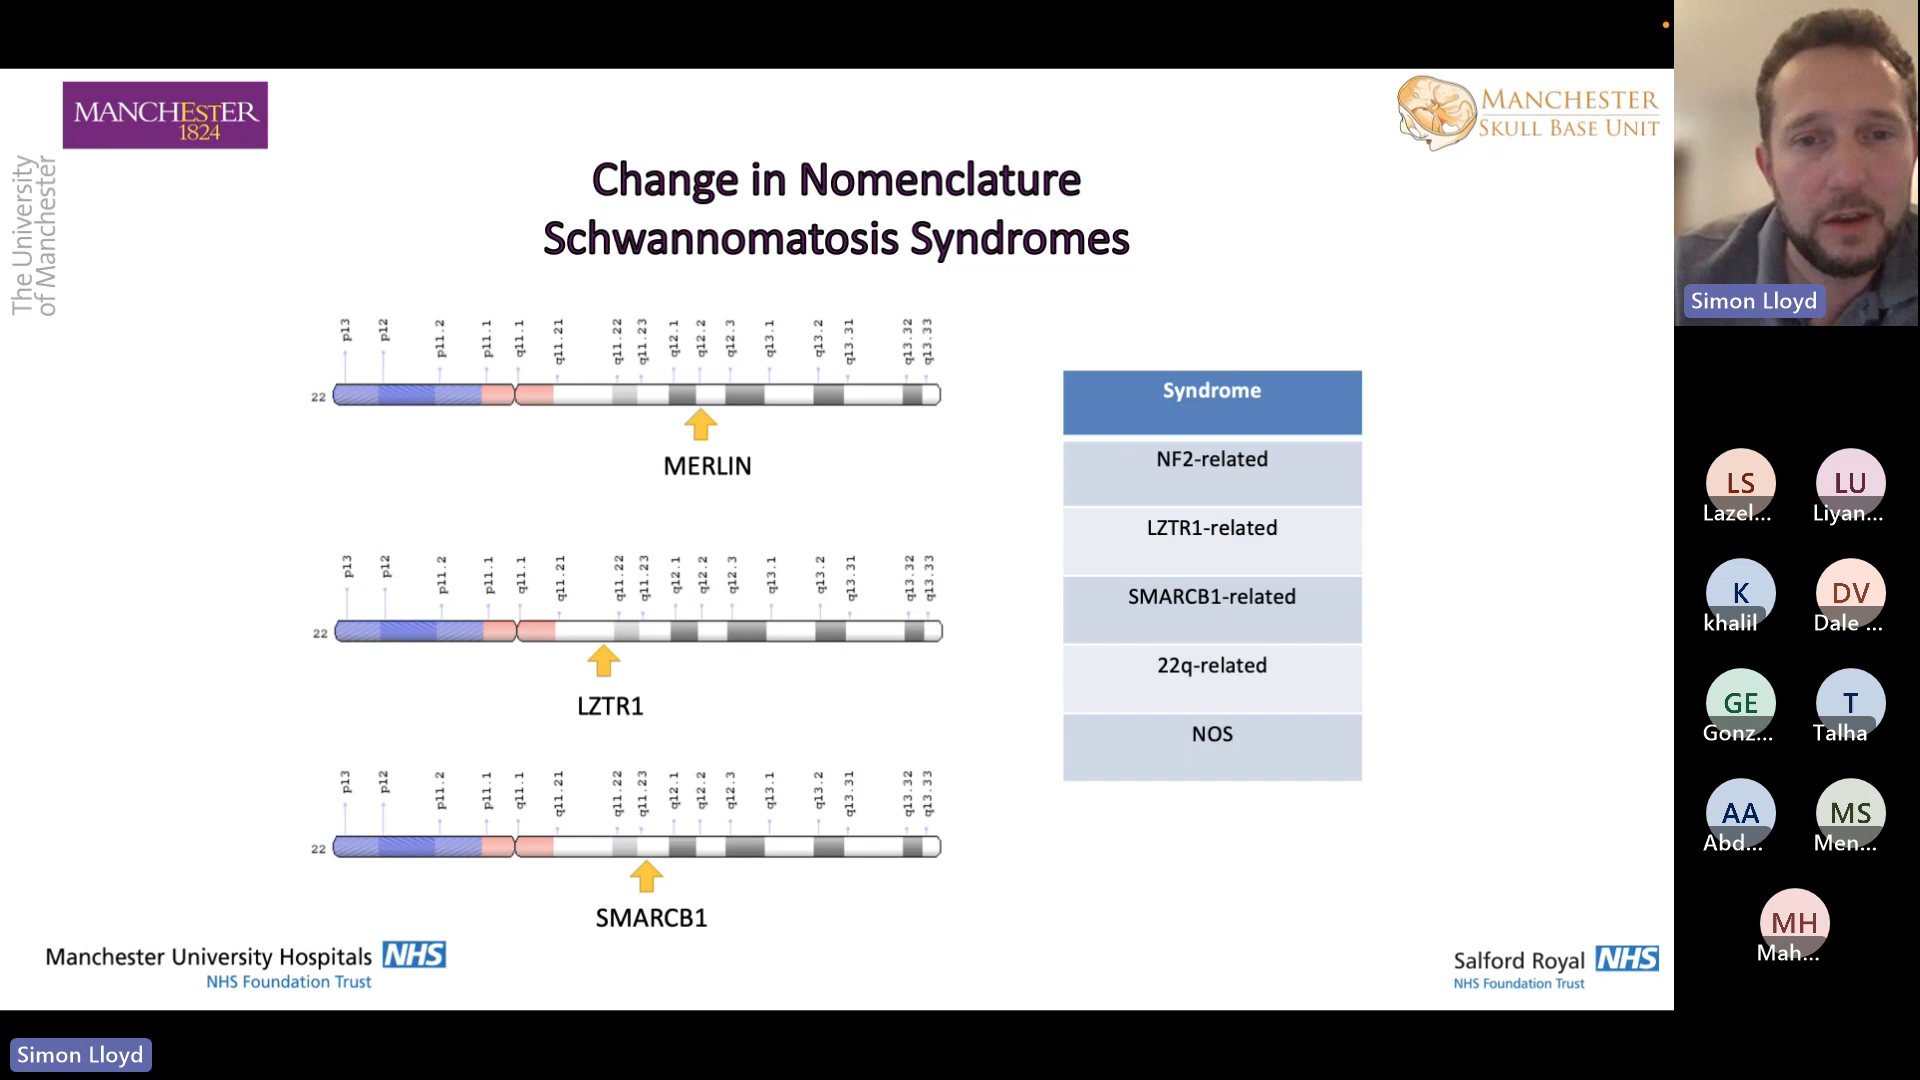 MANCHESTER
1824
The University
of Manchester
MANCHESTER
SKULL BASE UNIT
Change in Nomenclature
Schwannomatosis Syndromes
p13 p12 p11.2 p11.1 q11.1 q11.21 q11.22 q11.23 q12.1 q12.2 q12.3 q13.1 q13.2 q13.31 q13.32 q13.33
22
MERLIN
p13 p12 p11.2 p11.1 q11.1 q11.21 q11.22 q11.23 q12.1 q12.2 q12.3 q13.1 q13.2 q13.31 q13.32 q13.33
22
LZTR1
p13 p12 p11.2 p11.1 q11.1 q11.21 q11.22 q11.23 q12.1 q12.2 q12.3 q13.1 q13.2 q13.31 q13.32 q13.33
22
SMARCB1
Syndrome
NF2-related
LZTR1-related
SMARCB1-related
22q-related
NOS
Manchester University Hospitals NHS
NHS Foundation Trust
Salford Royal NHS
NHS Foundation Trust
Simon Lloyd
LS LU
Lazel... Liyan...
K DV
khalil Dale ...
GE T
Gonz... Talha
AA MS
Abd... Men...
MH
Mah...
Simon Lloyd